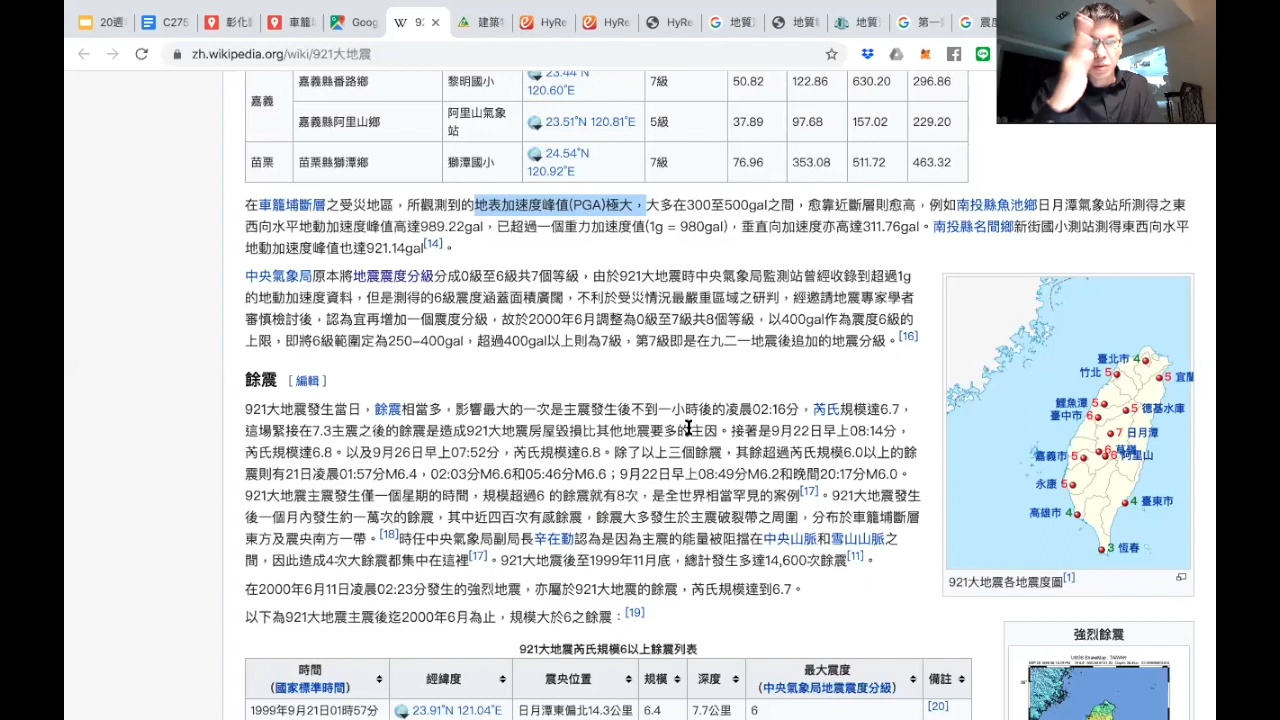 20週
C275
彰化
車籠
Goog
92
建築
HyRe
HyRe
HyRe
地質
地質
地質
第一
震度
zh.wikipedia.org/wiki/921大地震
嘉義 嘉義縣番路鄉 黎明國小 23.44°N 120.60°E 7級 50.82 122.86 630.20 296.86
嘉義縣阿里山鄉 阿里山氣象站 23.51°N 120.81°E 5級 37.89 97.68 157.02 229.20
苗栗 苗栗縣獅潭鄉 獅潭國小 24.54°N 120.92°E 7級 76.96 353.08 511.72 463.32
在車籠埔斷層之受災地區，所觀測到的地表加速度峰值(PGA)極大，大多在300至500gal之間，愈靠近斷層則愈高，例如南投縣魚池鄉日月潭氣象站所測得之東
西向水平地動加速度峰值高達989.22gal，已超過一個重力加速度值(1g = 980gal)，垂直向加速度亦高達311.76gal。南投縣名間鄉新街國小測站測得東西向水平
地動加速度峰值也達921.14gal[14]。
中央氣象局原本將地震震度分級分成0級至6級共7個等級，由於921大地震時中央氣象局監測站曾經收錄到超過1g
的地動加速度資料，但是測得的6級震度涵蓋面積廣闊，不利於受災情況最嚴重區域之研判，經邀請地震專家學者
審慎檢討後，認為宜再增加一個震度分級，故於2000年6月調整為0級至7級共8個等級，以400gal作為震度6級的
上限，即將6級範圍定為250–400gal，超過400gal以上則為7級，第7級即是在九二一地震後追加的地震分級。[16]
餘震 [編輯]
921大地震發生當日，餘震相當多，影響最大的一次是主震發生後不到一小時後的凌晨02:16分，芮氏規模達6.7，
這場緊接在7.3主震之後的餘震是造成921大地震房屋毀損比其他地震要多的主因。接著是9月22日早上08:14分，
芮氏規模達6.8。以及9月26日早上07:52分，芮氏規模達6.8。除了以上三個餘震，其餘超過芮氏規模6.0以上的餘
震則有21日凌晨01:57分M6.4，02:03分M6.6和05:46分M6.6；9月22日早上08:49分M6.2和晚間20:17分M6.0。
921大地震主震發生僅一個星期的時間，規模超過6 的餘震就有8次，是全世界相當罕見的案例[17]。921大地震發生
後一個月內發生約一萬次的餘震，其中近四百次有感餘震，餘震大多發生於主震破裂帶之周圍，分布於車籠埔斷層
東方及震央南方一帶。[18]時任中央氣象局副局長辛在勤認為是因為主震的能量被阻擋在中央山脈和雪山山脈之
間，因此造成4次大餘震都集中在這裡[17]。921大地震後至1999年11月底，總計發生多達14,600次餘震[11]。
在2000年6月11日凌晨02:23分發生的強烈地震，亦屬於921大地震的餘震，芮氏規模達到6.7。
以下為921大地震主震後迄2000年6月為止，規模大於6之餘震：[19]
臺北市 4
竹北 5
5 宜蘭
鯉魚潭 5
臺中市 6
5 德基水庫
7 日月潭
6 草嶺
6 阿里山
嘉義市 5
永康 5
4 臺東市
高雄市 4
3 恆春
921大地震各地震度圖[1]
強烈餘震
921大地震芮氏規模6以上餘震列表
時間（國家標準時間） 經緯度 震央位置 規模 深度 最大震度（中央氣象局地震震度分級） 備註
1999年9月21日01時57分 23.91°N 121.04°E 日月潭東偏北14.3公里 6.4 7.7公里 6 [20]